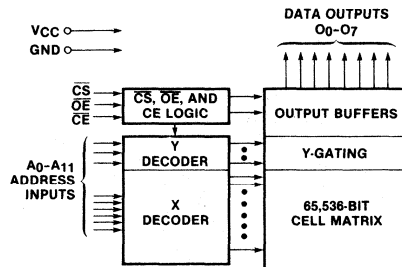 DATA OUTPUTS
O0-O7
VCC
GND
CS
OE
CE
CS, OE, AND
CE LOGIC
OUTPUT BUFFERS
A0-A11
ADDRESS
INPUTS
Y
DECODER
Y-GATING
X
DECODER
65,536-BIT
CELL MATRIX